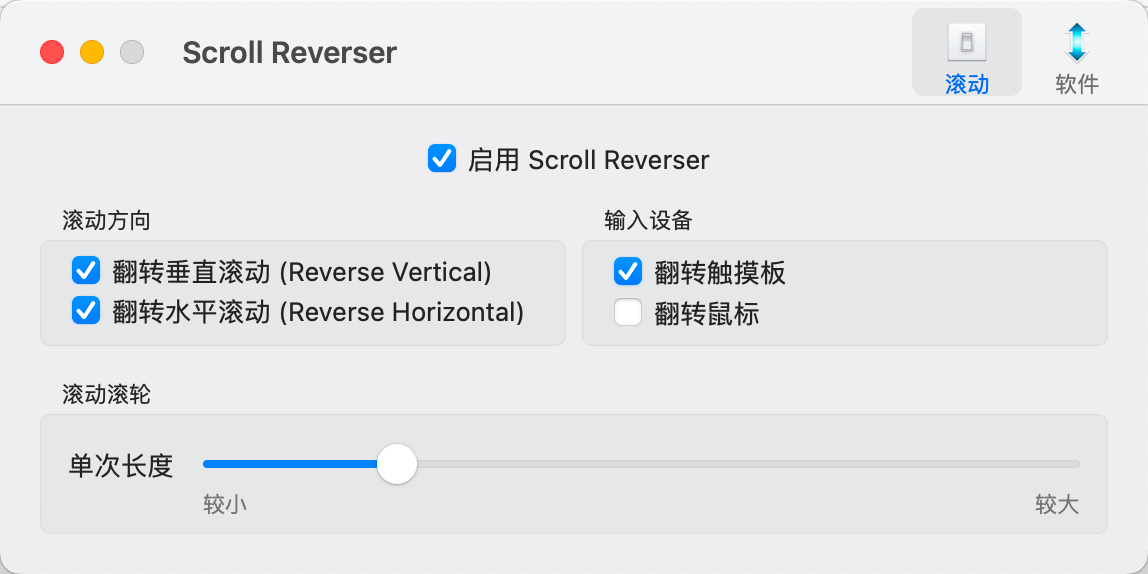 Scroll Reverser
滚动
软件
启用 Scroll Reverser
滚动方向
翻转垂直滚动 (Reverse Vertical)
翻转水平滚动 (Reverse Horizontal)
输入设备
翻转触摸板
翻转鼠标
滚动滚轮
单次长度
较小
较大